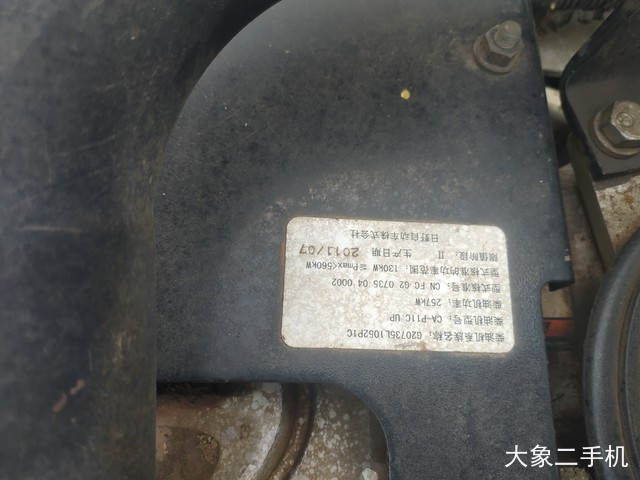 柴油机系族名称：G20735L1052P1C
柴油机型号：CA-P11C UP
柴油机功率：257kW
型式核准号：CN FC G2 0735 04 0002
型式核准的功率范围：130kW ≤Pmax<560kW
限值阶段：II 生产日期 2013/07
日野自动车株式会社
大象二手机